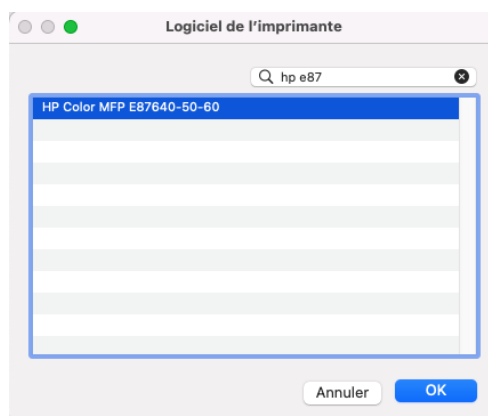 Logiciel de l'imprimante
hp e87
HP Color MFP E87640-50-60
Annuler
OK